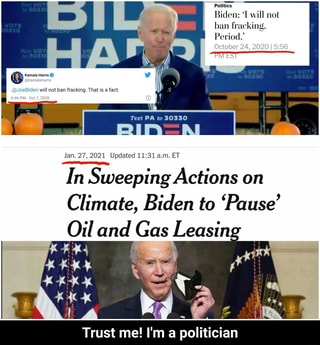 BIDEN
HARRIS
Politics
Biden: 'I will not
ban fracking.
Period.'
October 24, 2020 | 5:56
PM EST
Kamala Harris
@KamalaHarris
@JoeBiden will not ban fracking. That is a fact.
9:46 PM · Oct 7, 2020
Text PA to 30330
BIDEN
Jan. 27, 2021 Updated 11:31 a.m. ET
In Sweeping Actions on
Climate, Biden to 'Pause'
Oil and Gas Leasing
Trust me! I'm a politician